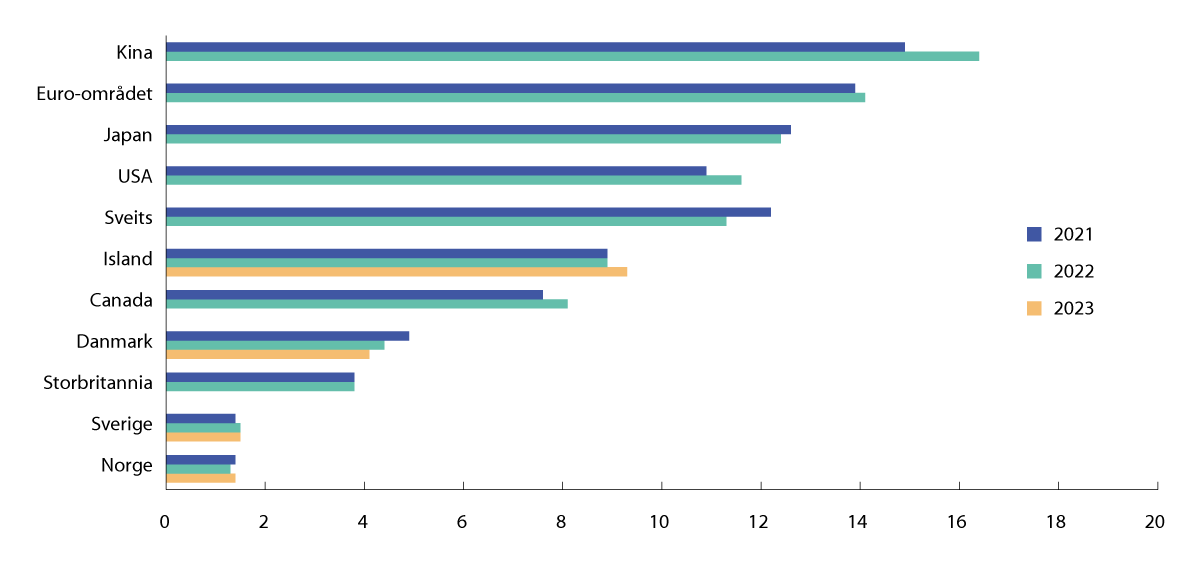 Kina
Euro-området
Japan
USA
Sveits
Island
Canada
Danmark
Storbritannia
Sverige
Norge
2021
2022
2023
0 2 4 6 8 10 12 14 16 18 20